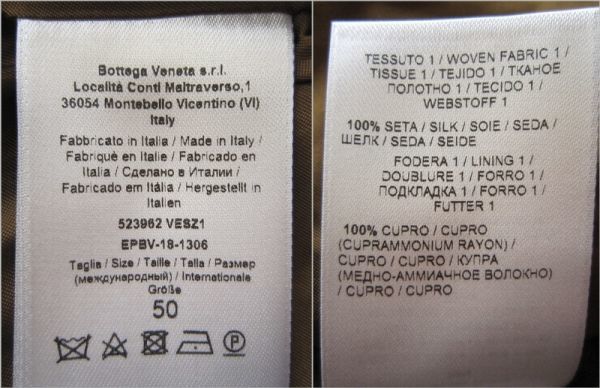 Bottega Veneta s.r.l.
Località Conti Maltraverso,1
36054 Montebello Vicentino (VI)
Italy
Fabbricato in Italia / Made in Italy /
Fabriqué en Italie / Fabricado en
Italia / Сделано в Италии /
Fabricado em Itália / Hergestellt in
Italien
523962 VESZ1
EPBV-18-1306
Taglia / Size / Taille / Talla / Размер
(международный) / Internationale
Größe
50
P
TESSUTO 1 / WOVEN FABRIC 1 /
TISSUE 1 / TEJIDO 1 / ТКАНОЕ
ПОЛОТНО 1 / TECIDO 1 /
WEBSTOFF 1
100% SETA / SILK / SOIE / SEDA /
ШЕЛК / SEDA / SEIDE
FODERA 1 / LINING 1 /
DOUBLURE 1 / FORRO 1 /
ПОДКЛАДКА 1 / FORRO 1 /
FUTTER 1
100% CUPRO / CUPRO
(CUPRAMMONIUM RAYON) /
CUPRO / CUPRO / КУПРА
(МЕДНО-АММИАЧНОЕ ВОЛОКНО)
/ CUPRO / CUPRO